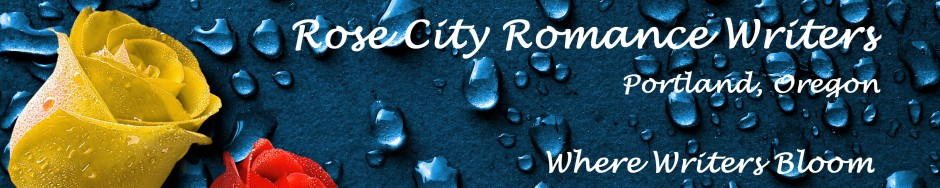 Rose City Romance Writers
Portland, Oregon
Where Writers Bloom